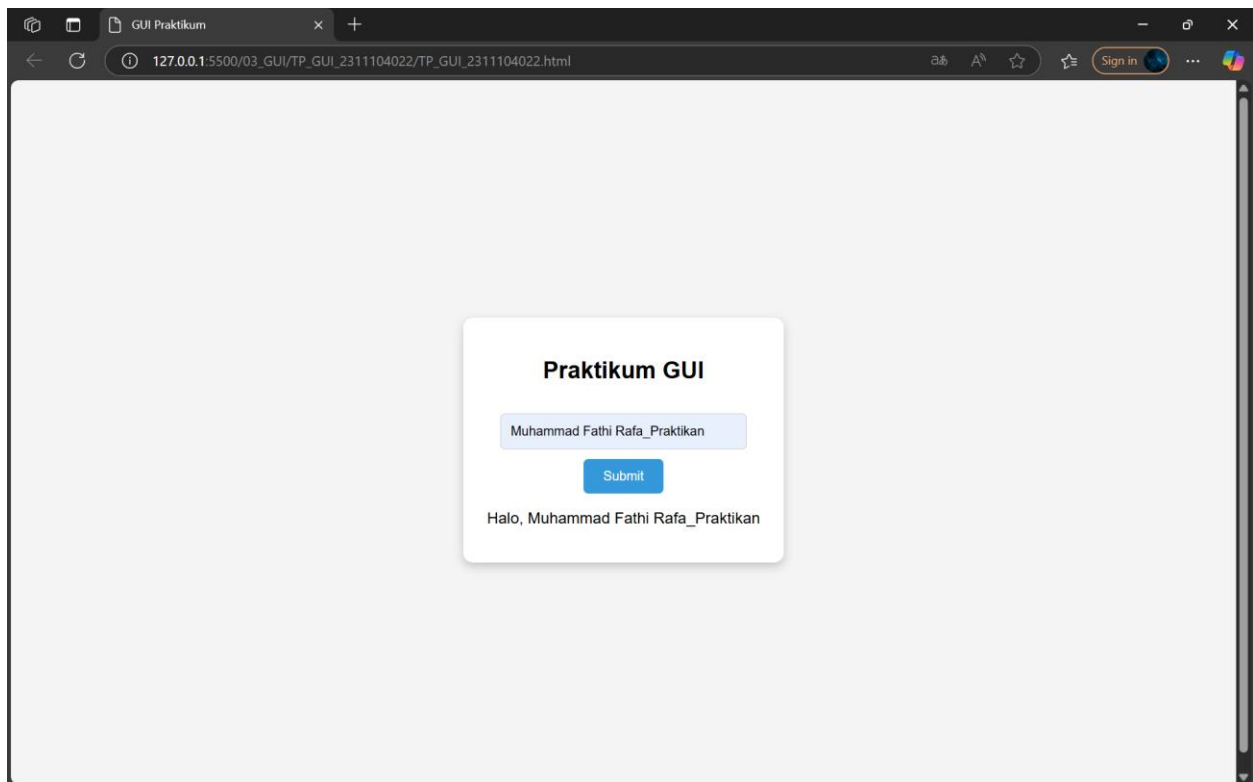 GUI Praktikum
127.0.0.1:5500/03_GUI/TP_GUI_2311104022/TP_GUI_2311104022.html
Sign in
Praktikum GUI
Muhammad Fathi Rafa_Praktikan
Submit
Halo, Muhammad Fathi Rafa_Praktikan